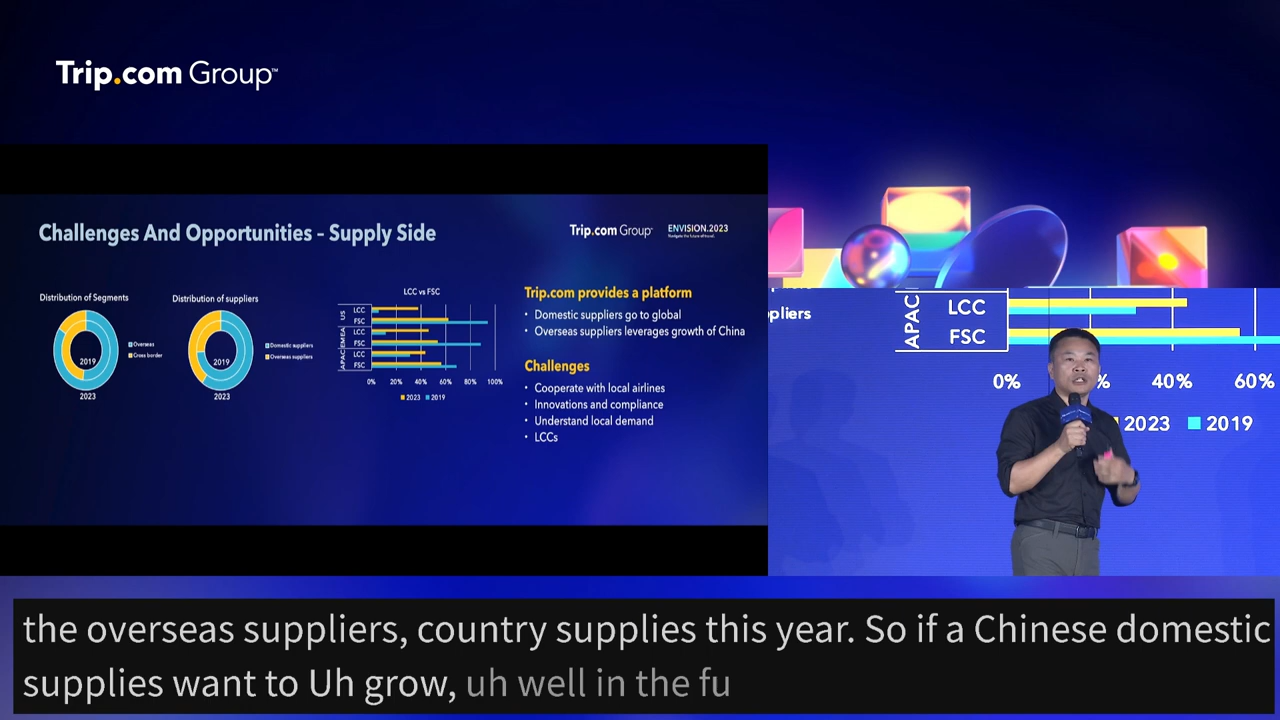 Trip.com Group™
Challenges And Opportunities – Supply Side
Trip.com Group
ENVISION.2023
Distribution of Segments
2019
2023
Overseas
Cross border
Distribution of suppliers
2019
2023
Domestic suppliers
Overseas suppliers
LCC vs FSC
US
LCC
FSC
EMEA
LCC
FSC
APAC
LCC
FSC
0% 20% 40% 60% 80% 100%
2023 2019
Trip.com provides a platform
• Domestic suppliers go to global
• Overseas suppliers leverages growth of China
Challenges
• Cooperate with local airlines
• Innovations and compliance
• Understand local demand
• LCCs
ppliers
APAC
LCC
FSC
0% % 40% 60%
2023 2019
the overseas suppliers, country supplies this year. So if a Chinese domestic
supplies want to Uh grow, uh well in the fu